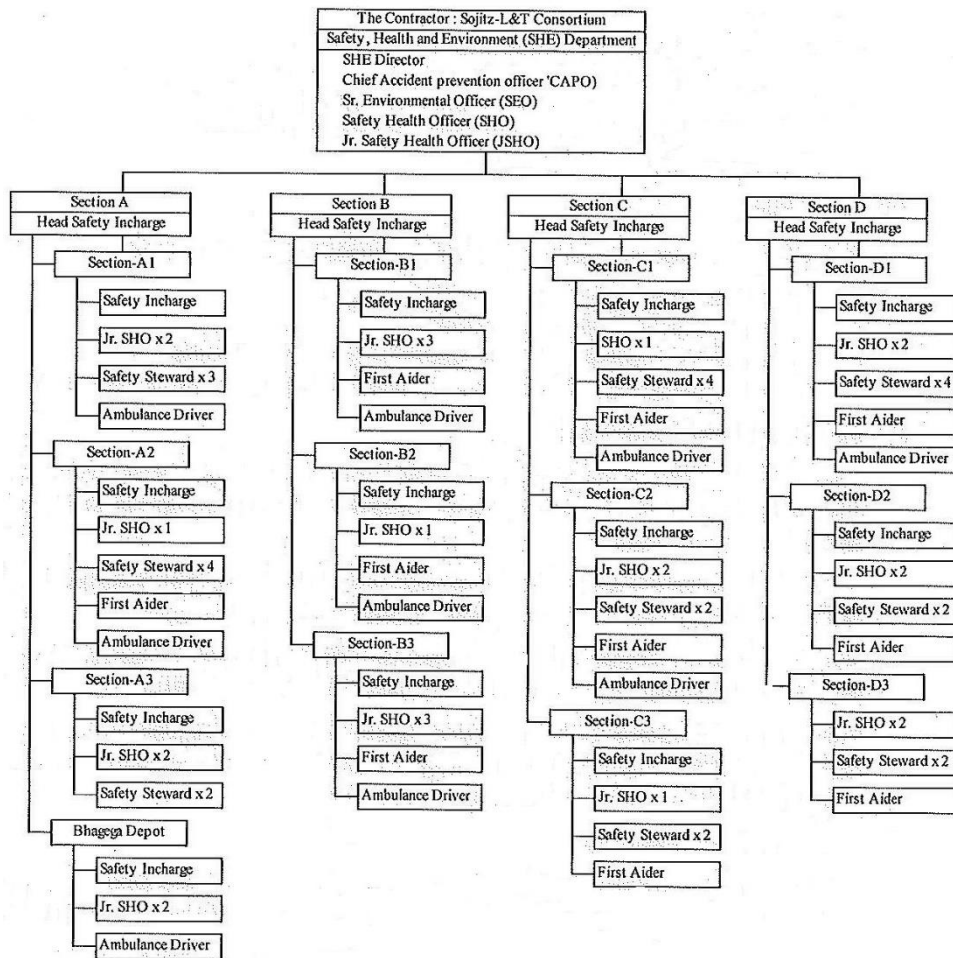 The Contractor : Sojitz-L&T Consortium
Safety, Health and Environment (SHE) Department
SHE Director
Chief Accident prevention officer 'CAPO)
Sr. Environmental Officer (SEO)
Safety Health Officer (SHO)
Jr. Safety Health Officer (JSHO)
Section A
Head Safety Incharge
Section-A1
Safety Incharge
Jr. SHO x 2
Safety Steward x 3
Ambulance Driver
Section-A2
Safety Incharge
Jr. SHO x 1
Safety Steward x 4
First Aider
Ambulance Driver
Section-A3
Safety Incharge
Jr. SHO x 2
Safety Steward x 2
Bhagega Depot
Safety Incharge
Jr. SHO x 2
Ambulance Driver
Section B
Head Safety Incharge
Section-B1
Safety Incharge
Jr. SHO x 3
First Aider
Ambulance Driver
Section-B2
Safety Incharge
Jr. SHO x 1
First Aider
Ambulance Driver
Section-B3
Safety Incharge
Jr. SHO x 3
First Aider
Ambulance Driver
Section C
Head Safety Incharge
Section-C1
Safety Incharge
SHO x 1
Safety Steward x 4
First Aider
Ambulance Driver
Section-C2
Safety Incharge
Jr. SHO x 2
Safety Steward x 2
First Aider
Ambulance Driver
Section-C3
Safety Incharge
Jr. SHO x 1
Safety Steward x 2
First Aider
Section D
Head Safety Incharge
Section-D1
Safety Incharge
Jr. SHO x 2
Safety Steward x 4
First Aider
Ambulance Driver
Section-D2
Safety Incharge
Jr. SHO x 2
Safety Steward x 2
First Aider
Section-D3
Jr. SHO x 2
Safety Steward x 2
First Aider